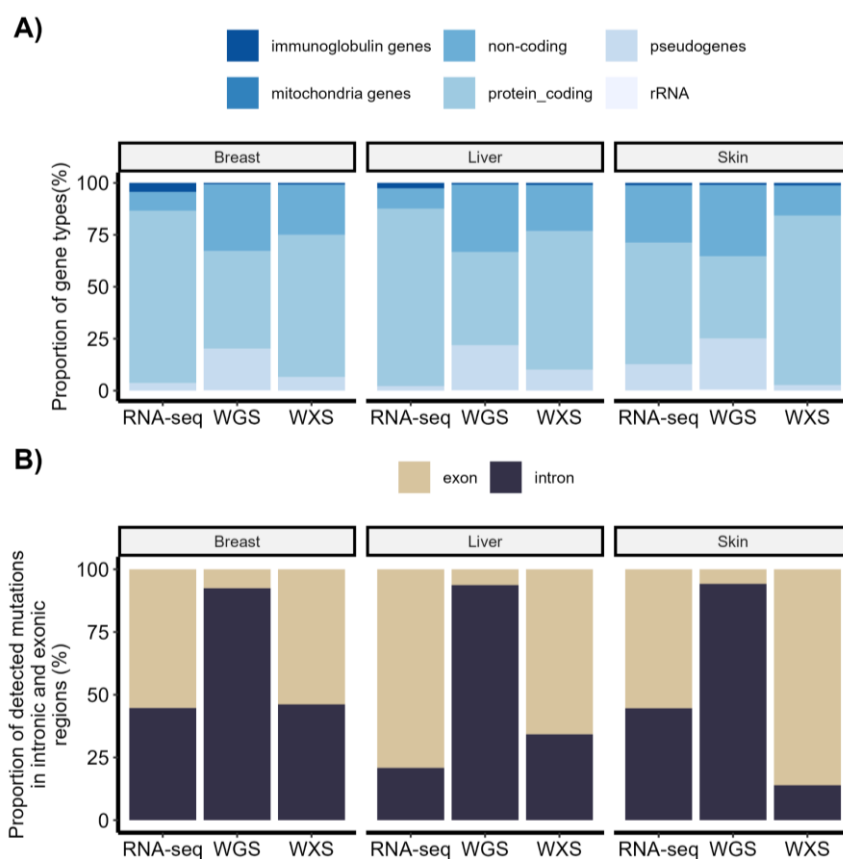 A)
immunoglobulin genes non-coding pseudogenes
mitochondria genes protein_coding rRNA
Breast Liver Skin
Proportion of gene types(%)
100
75
50
25
0
RNA-seq WGS WXS RNA-seq WGS WXS RNA-seq WGS WXS
B)
exon intron
Breast Liver Skin
Proportion of detected mutations
in intronic and exonic
regions (%)
100
75
50
25
0
RNA-seq WGS WXS RNA-seq WGS WXS RNA-seq WGS WXS